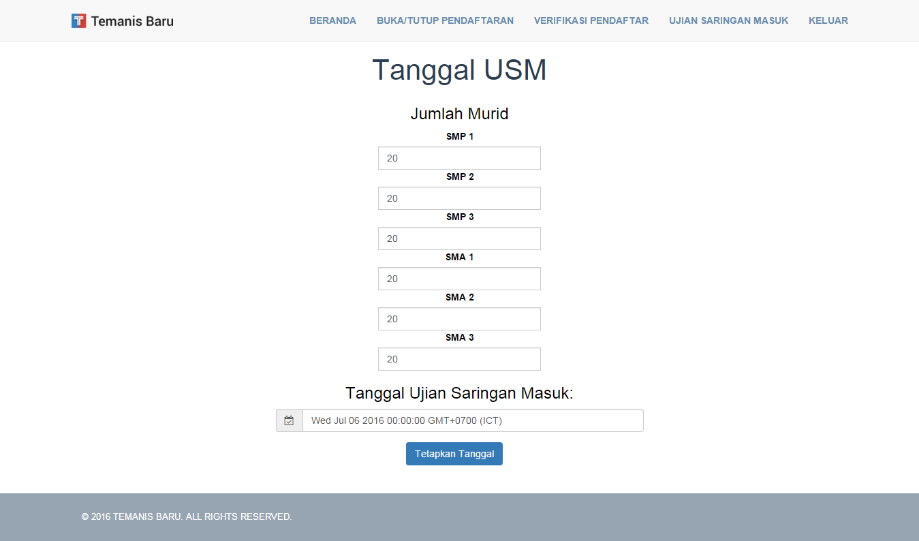 T Temanis Baru
BERANDA BUKA/TUTUP PENDAFTARAN VERIFIKASI PENDAFTAR UJIAN SARINGAN MASUK KELUAR
Tanggal USM
Jumlah Murid
SMP 1
20
SMP 2
20
SMP 3
20
SMA 1
20
SMA 2
20
SMA 3
20
Tanggal Ujian Saringan Masuk:
Wed Jul 06 2016 00:00:00 GMT+0700 (ICT)
Tetapkan Tanggal
© 2016 TEMANIS BARU. ALL RIGHTS RESERVED.